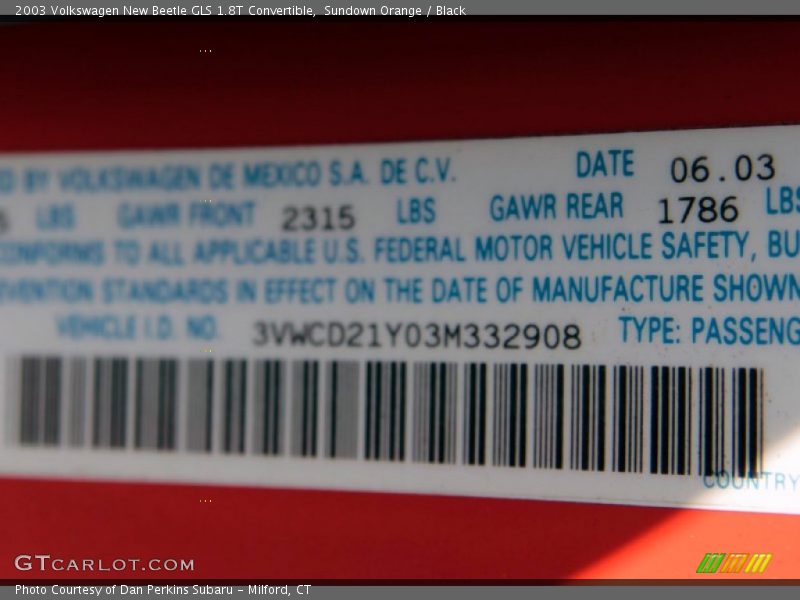 2003 Volkswagen New Beetle GLS 1.8T Convertible, Sundown Orange / Black
BY VOLKSWAGEN DE MEXICO S.A. DE C.V. DATE 06.03
LBS GAWR FRONT 2315 LBS GAWR REAR 1786 LBS
CONFORMS TO ALL APPLICABLE U.S. FEDERAL MOTOR VEHICLE SAFETY, BU
EVENTION STANDARDS IN EFFECT ON THE DATE OF MANUFACTURE SHOWN
VEHICLE I.D. NO. 3VWCD21Y03M332908 TYPE: PASSENG
COUNTRY
GTCARLOT.COM
Photo Courtesy of Dan Perkins Subaru - Milford, CT